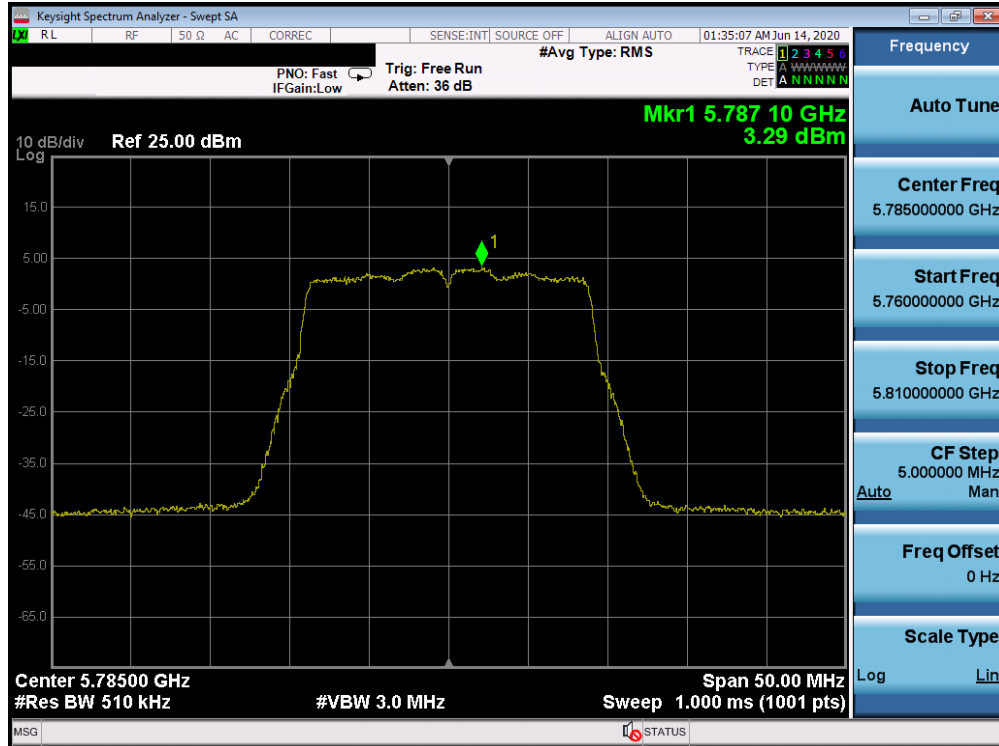 Keysight Spectrum Analyzer - Swept SA
LXI RL RF 50 Ω AC CORREC SENSE:INT SOURCE OFF ALIGN AUTO 01:35:07 AM Jun 14, 2020
#Avg Type: RMS
TRACE 1 2 3 4 5 6
TYPE A WWWWW
DET A N N N N N
PNO: Fast
IFGain:Low
Trig: Free Run
Atten: 36 dB
Mkr1 5.787 10 GHz
3.29 dBm
10 dB/div Ref 25.00 dBm
Log
15.0
5.00
-5.00
-15.0
-25.0
-35.0
-45.0
-55.0
-65.0
1
Center 5.78500 GHz
Span 50.00 MHz
#Res BW 510 kHz
#VBW 3.0 MHz
Sweep 1.000 ms (1001 pts)
MSG
STATUS
Frequency
Auto Tune
Center Freq
5.785000000 GHz
Start Freq
5.760000000 GHz
Stop Freq
5.810000000 GHz
CF Step
5.000000 MHz
Auto Man
Freq Offset
0 Hz
Scale Type
Log Lin